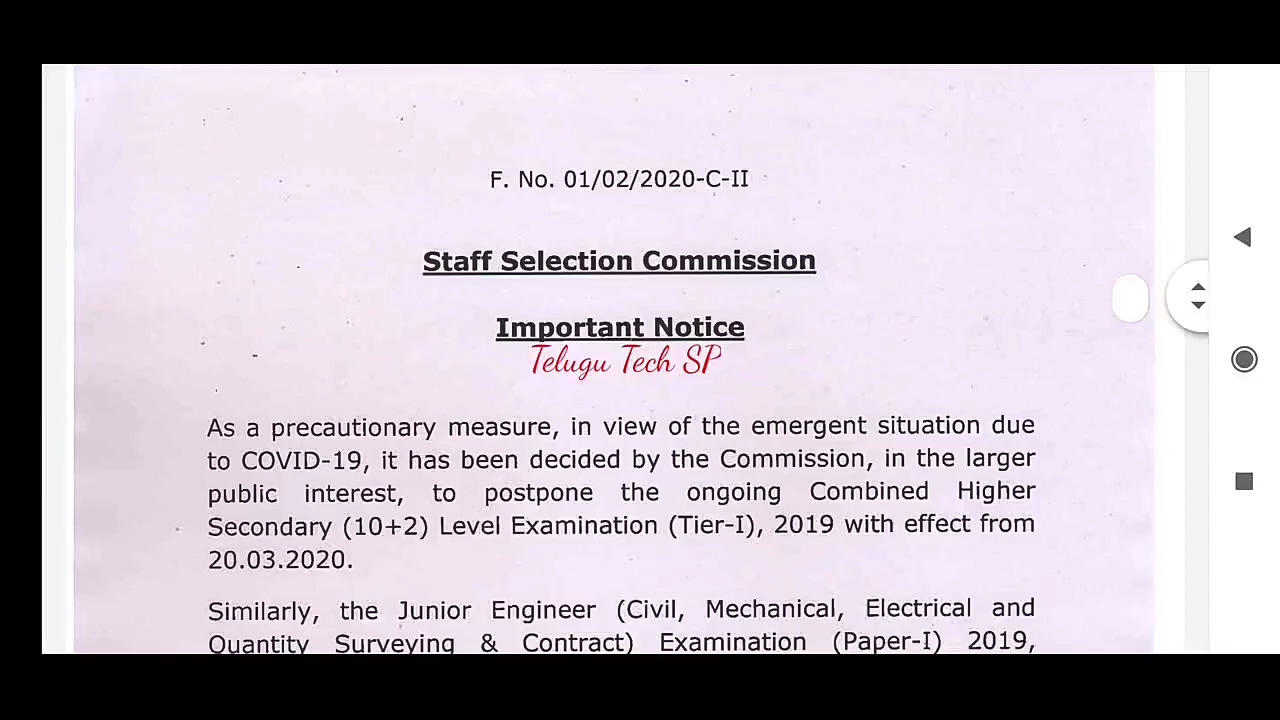 F. No. 01/02/2020-C-II
Staff Selection Commission
Important Notice
Telugu Tech SP
As a precautionary measure, in view of the emergent situation due
to COVID-19, it has been decided by the Commission, in the larger
public interest, to postpone the ongoing Combined Higher
Secondary (10+2) Level Examination (Tier-I), 2019 with effect from
20.03.2020.
Similarly, the Junior Engineer (Civil, Mechanical, Electrical and
Quantity Surveying & Contract) Examination (Paper-I) 2019,